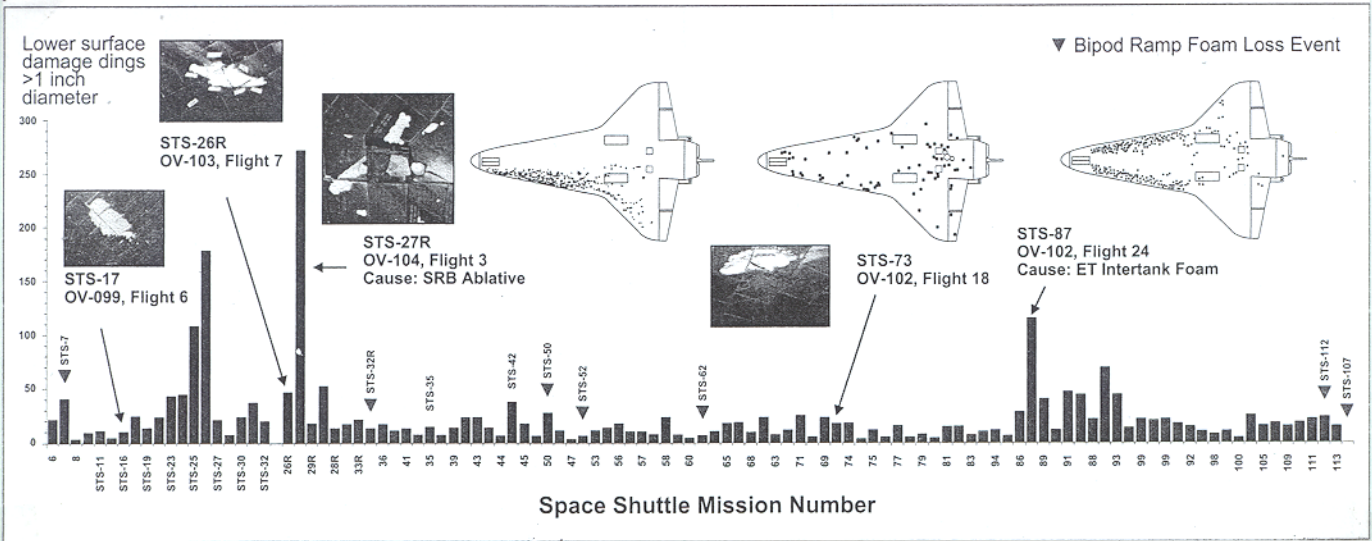 Lower surface
damage dings
>1 inch
diameter
▼ Bipod Ramp Foam Loss Event
STS-26R
OV-103, Flight 7
STS-27R
OV-104, Flight 3
Cause: SRB Ablative
STS-17
OV-099, Flight 6
STS-73
OV-102, Flight 18
STS-87
OV-102, Flight 24
Cause: ET Intertank Foam
300
250
200
150
100
50
0
STS-7
STS-32R
STS-35
STS-42
STS-50
STS-52
STS-62
STS-112
STS-107
6 8 STS-11 STS-16 STS-19 STS-23 STS-25 STS-27 STS-30 STS-32 26R 29R 28R 33R 36 41 35 39 43 44 45 50 47 53 56 57 58 60 65 68 63 71 69 74 75 77 79 81 83 94 86 89 91 88 93 99 99 92 98 100 105 109 111 113
Space Shuttle Mission Number